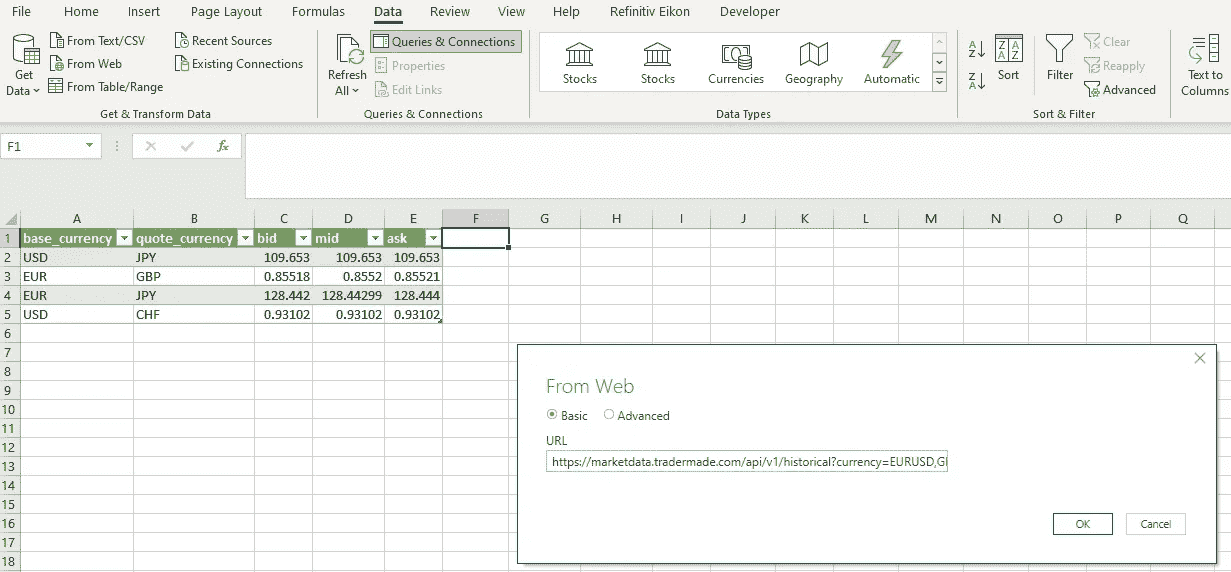 File Home Insert Page Layout Formulas Data Review View Help Refinitiv Eikon Developer
Get Data
From Text/CSV
From Web
From Table/Range
Recent Sources
Existing Connections
Get & Transform Data
Refresh All
Queries & Connections
Properties
Edit Links
Queries & Connections
Stocks Stocks Currencies Geography Automatic
Data Types
Sort
Filter
Clear
Reapply
Advanced
Sort & Filter
Text to
Columns
F1 fx
A B C D E F G H I J K L M N O P Q
1 base_currency quote_currency bid mid ask
2 USD JPY 109.653 109.653 109.653
3 EUR GBP 0.85518 0.8552 0.85521
4 EUR JPY 128.442 128.44299 128.444
5 USD CHF 0.93102 0.93102 0.93102
6
7
8
9
10
11
12
13
14
15
16
17
18
From Web
Basic Advanced
URL
https://marketdata.tradermade.com/api/v1/historical?currency=EURUSD,G
OK Cancel